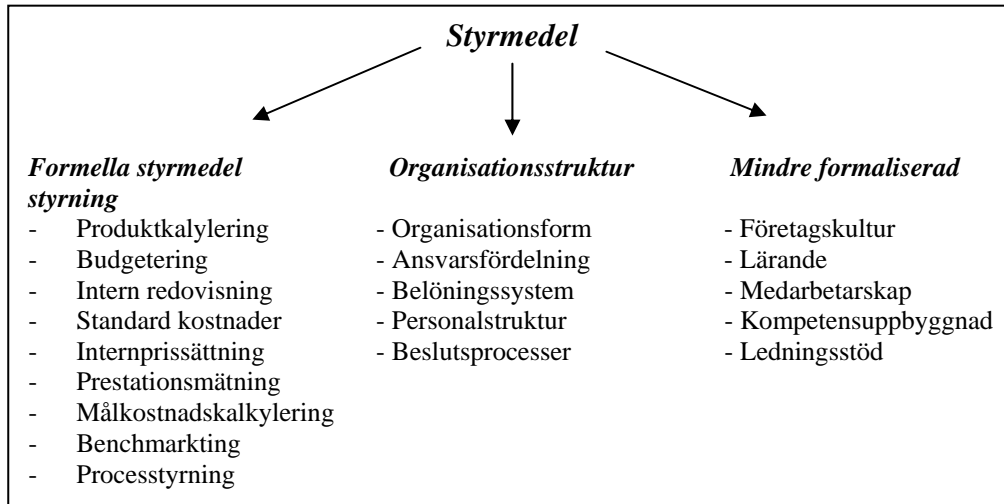 Styrmedel
Formella styrmedel
styrning
- Produktkalylering
- Budgetering
- Intern redovisning
- Standard kostnader
- Internprissättning
- Prestationsmätning
- Målkostnadskalkylering
- Benchmarkting
- Processtyrning
Organisationsstruktur
- Organisationsform
- Ansvarsfördelning
- Belöningssystem
- Personalstruktur
- Beslutsprocesser
Mindre formaliserad
- Företagskultur
- Lärande
- Medarbetarskap
- Kompetensuppbyggnad
- Ledningsstöd